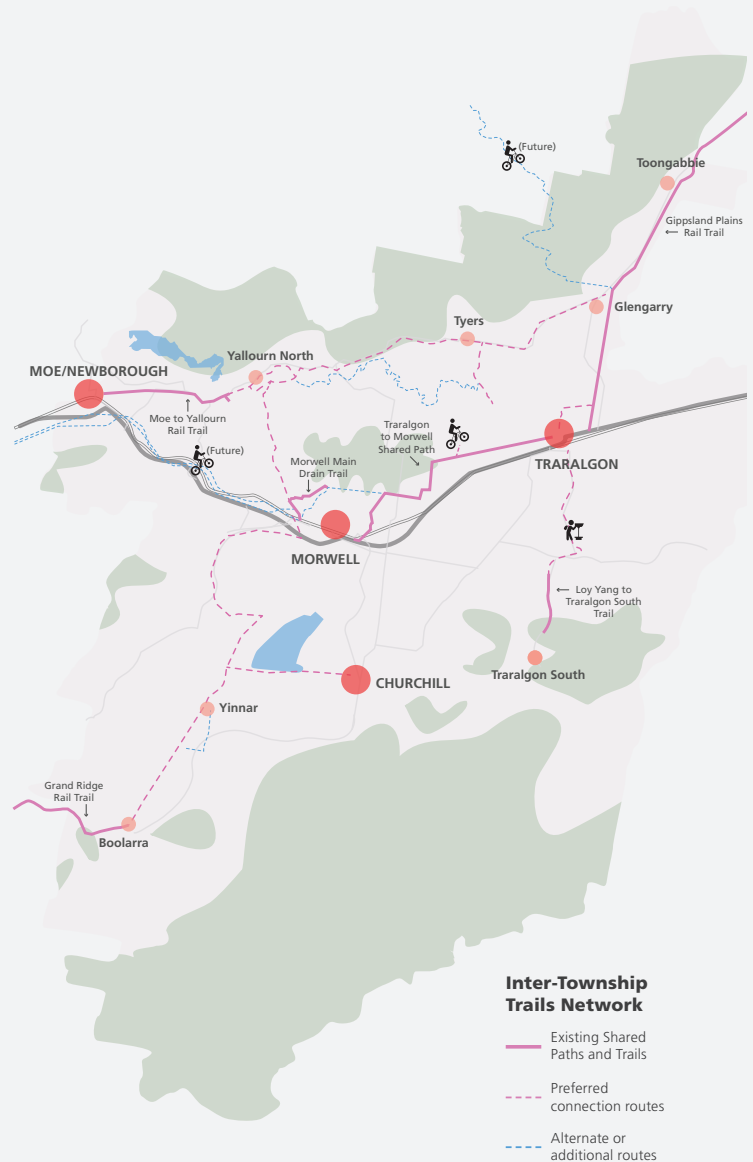 (Future)
Toongabbie
Gippsland Plains
← Rail Trail
Glengarry
Tyers
Yallourn North
MOE/NEWBOROUGH
Moe to Yallourn
Rail Trail
Traralgon
to Morwell
Shared Path
(Future)
Morwell Main
Drain Trail
TRARALGON
MORWELL
← Loy Yang to
Traralgon South
Trail
Traralgon South
CHURCHILL
Yinnar
Grand Ridge
Rail Trail
Boolarra
Inter-Township
Trails Network
Existing Shared
Paths and Trails
Preferred
connection routes
Alternate or
additional routes